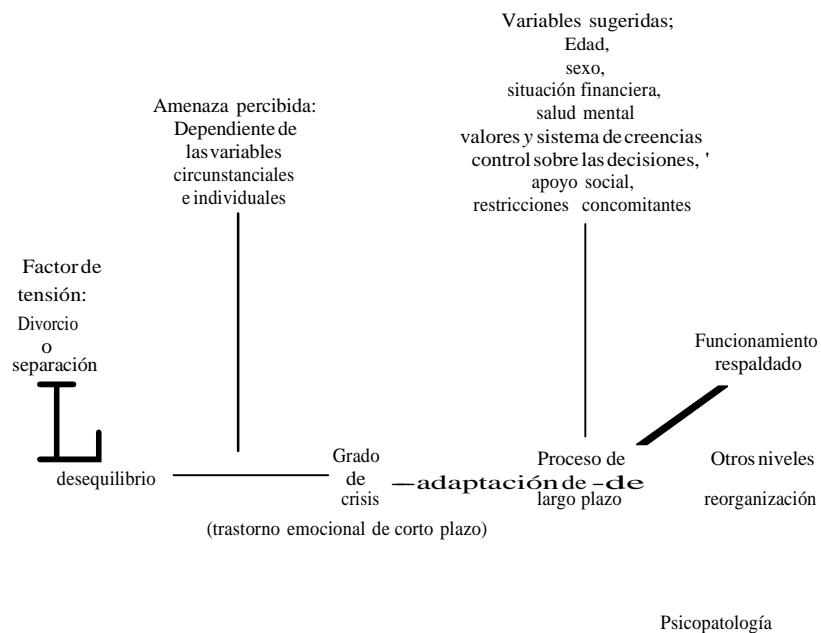 Variables sugeridas;
Edad,
sexo,
situación financiera,
salud mental
valores y sistema de creencias
control sobre las decisiones, '
apoyo social,
restricciones concomitantes
Amenaza percibida:
Dependiente de
las variables
circunstanciales
e individuales
Factor de
tensión:
Divorcio
o
separación
Funcionamiento
respaldado
desequilibrio
Grado
de
crisis
(trastorno emocional de corto plazo)
—adaptación de -de
Proceso de
largo plazo
Otros niveles
reorganización
Psicopatología